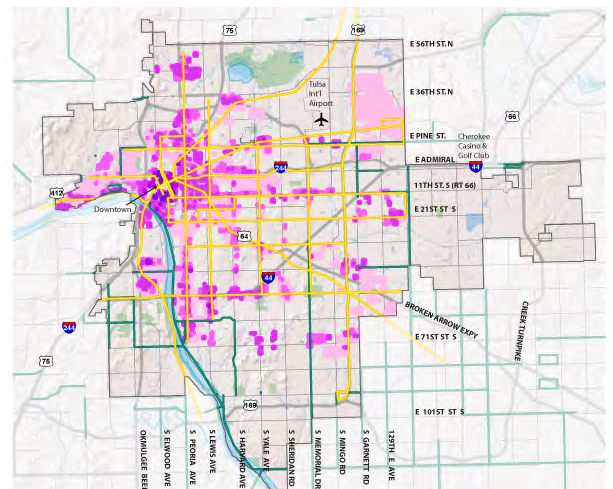 75
169
E 56TH ST. N
Tulsa
Int'l
Airport
E 36TH ST. N
66
E PINE ST.
Cherokee
Casino &
Golf Club
E ADMIRAL
44
244
11TH ST. S (RT 66)
412
Downtown
E 21ST ST S
64
44
BROKEN ARROW EXPY
CREEK TURNPIKE
244
E 71ST ST S
75
169
E 101ST ST S
S ELWOOD AVE
S PEORIA AVE
S LEWIS AVE
S HARVARD AVE
S YALE AVE
S SHERIDAN RD
S MEMORIAL DR
S MINGO RD
S GARNETT RD
129TH E AVE